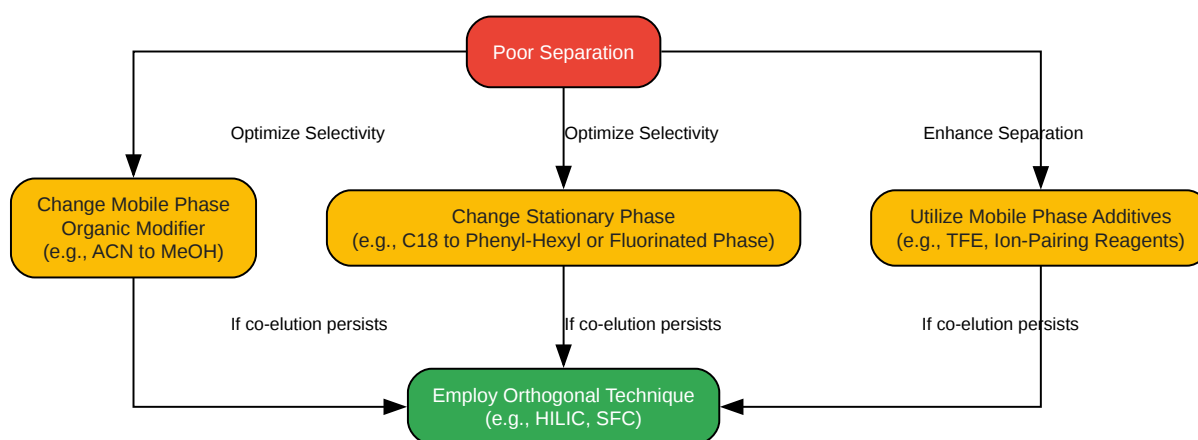 Poor Separation
Optimize Selectivity
Optimize Selectivity
Enhance Separation
Change Mobile Phase
Organic Modifier
(e.g., ACN to MeOH)
Change Stationary Phase
(e.g., C18 to Phenyl-Hexyl or Fluorinated Phase)
Utilize Mobile Phase Additives
(e.g., TFE, Ion-Pairing Reagents)
If co-elution persists
If co-elution persists
If co-elution persists
Employ Orthogonal Technique
(e.g., HILIC, SFC)